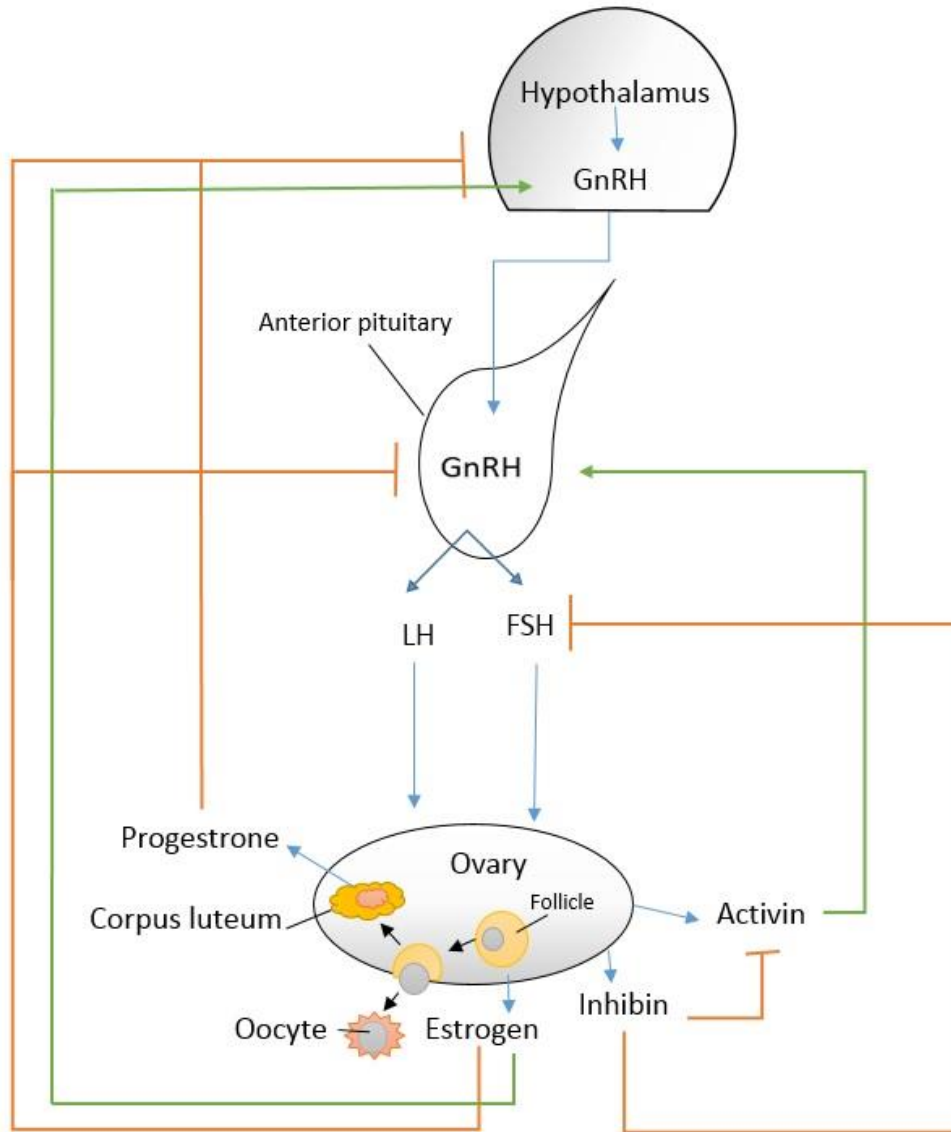 Hypothalamus
GnRH
Anterior pituitary
GnRH
LH
FSH
Progestrone
Ovary
Follicle
Corpus luteum
Activin
Inhibin
Oocyte
Estrogen